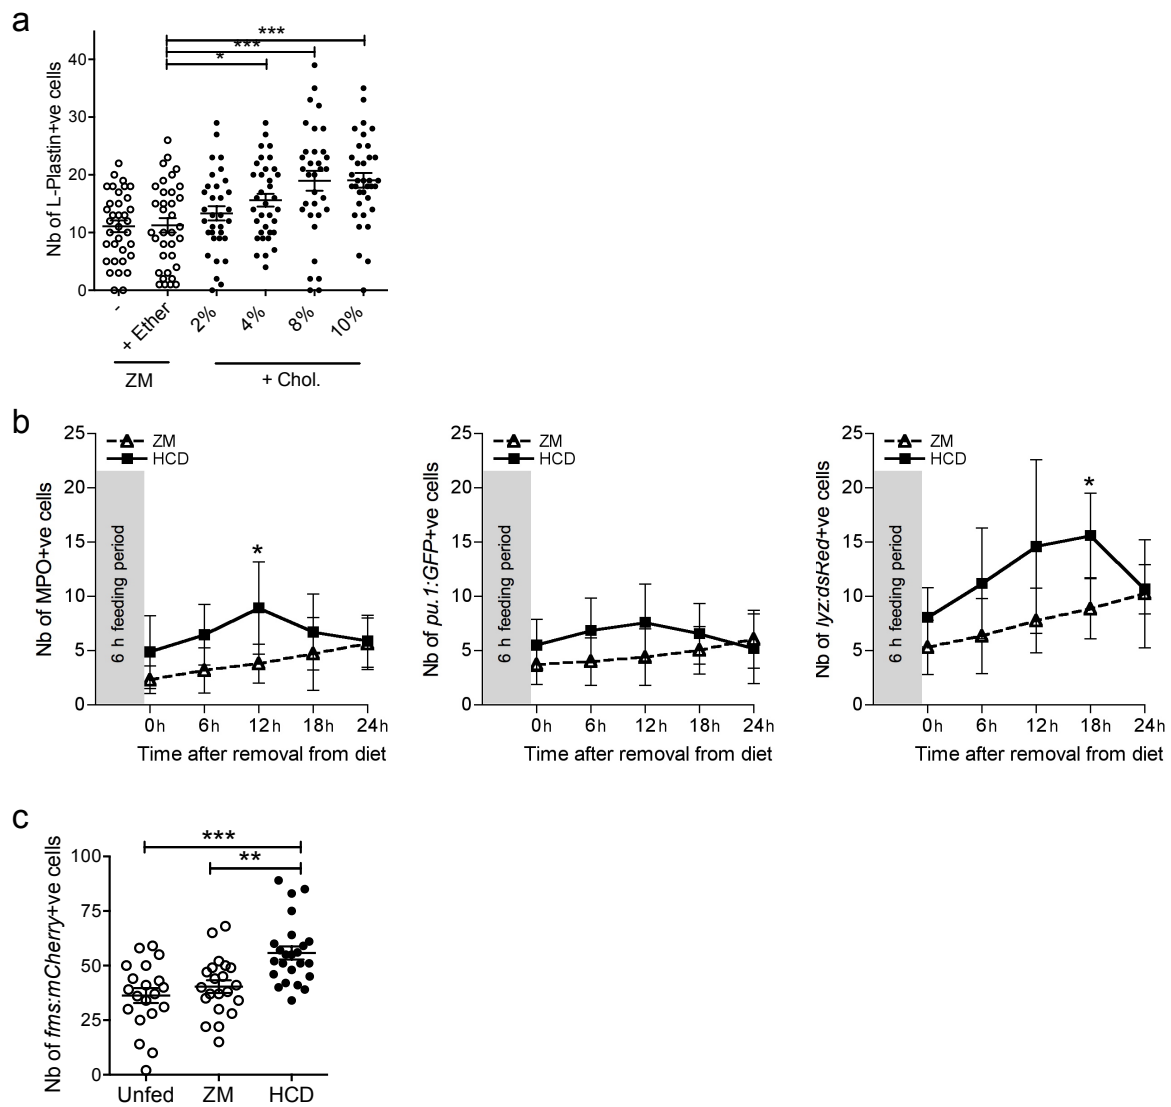 a
Nb of L-Plastin+ve cells
40
30
20
10
0
***
***
*
-
+ Ether
2%
4%
8%
10%
ZM
+ Chol.
b
Nb of MPO+ve cells
25
20
15
10
5
0
ZM
HCD
6 h feeding period
*
0h 6h 12h 18h 24h
Time after removal from diet
Nb of pu.1:GFP+ve cells
25
20
15
10
5
0
ZM
HCD
6 h feeding period
0h 6h 12h 18h 24h
Time after removal from diet
Nb of lyz:dsRed+ve cells
25
20
15
10
5
0
ZM
HCD
6 h feeding period
*
0h 6h 12h 18h 24h
Time after removal from diet
c
Nb of fms:mCherry+ve cells
100
75
50
25
0
***
**
Unfed ZM HCD